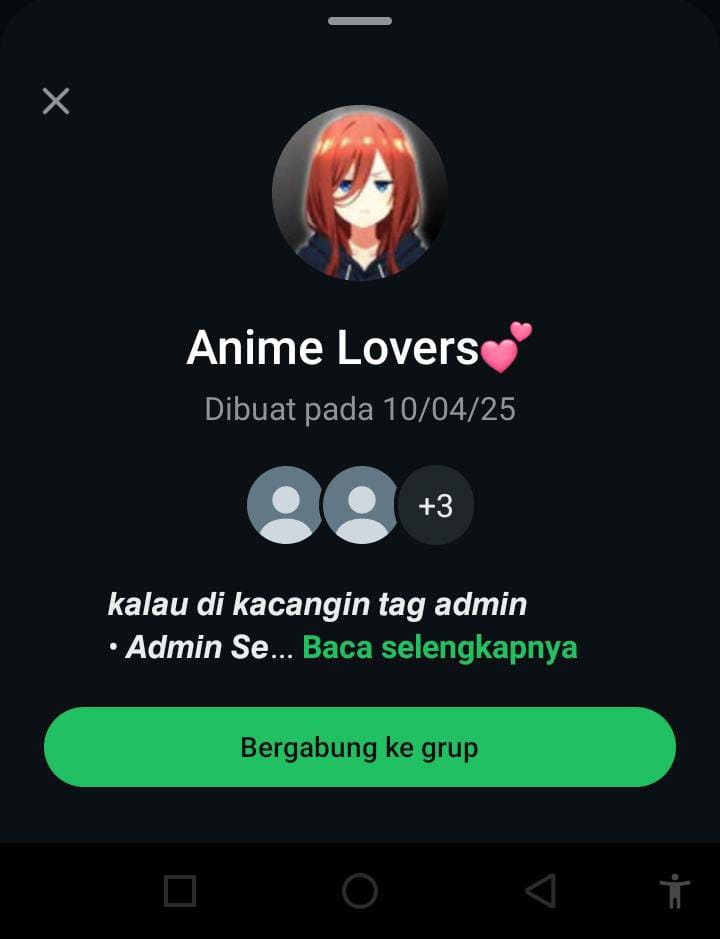 Anime Lovers💕
Dibuat pada 10/04/25
+3
kalau di kacangin tag admin
• Admin Se... Baca selengkapnya
Bergabung ke grup